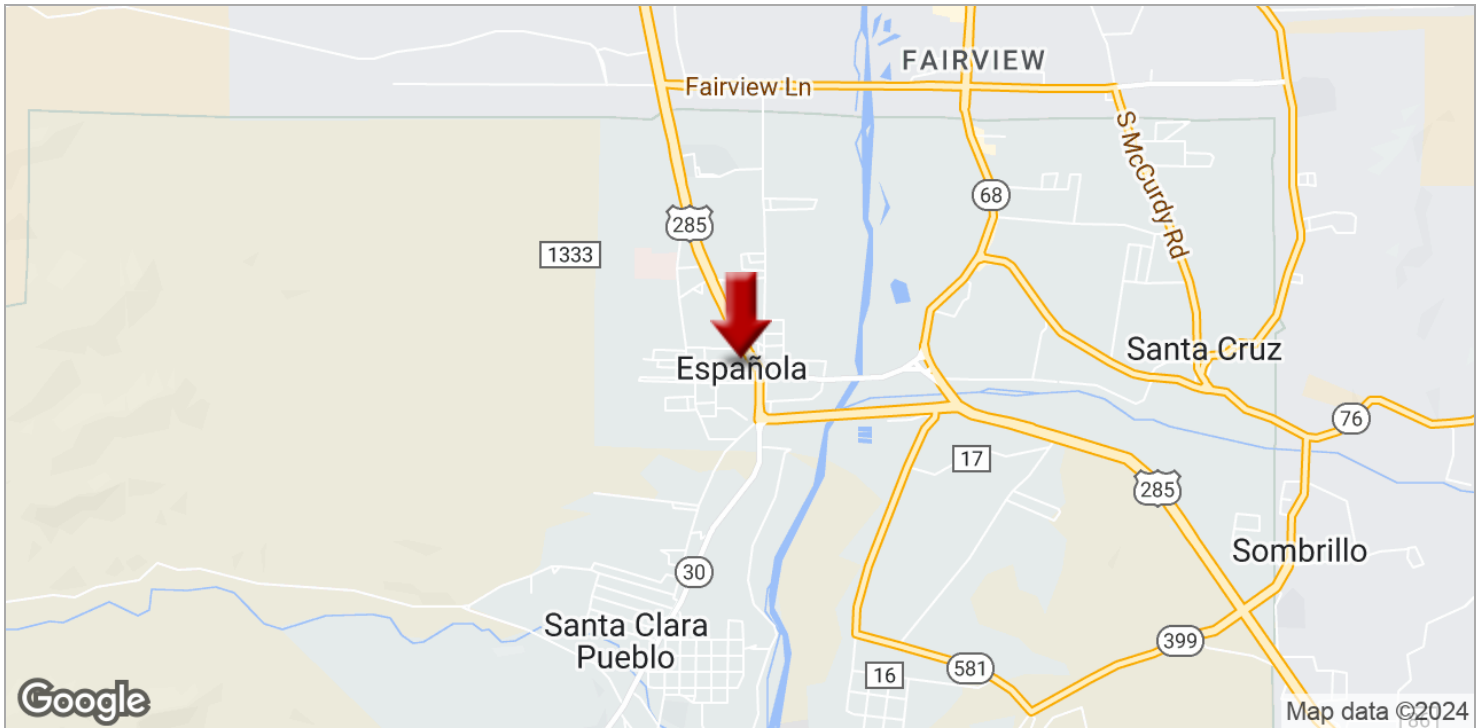 FAIRVIEW
Fairview Ln
S McCurdy Rd
68
285
1333
Santa Cruz
Española
76
17
285
Sombrillo
30
Santa Clara
Pueblo
399
581
16
Google
Map data ©2024